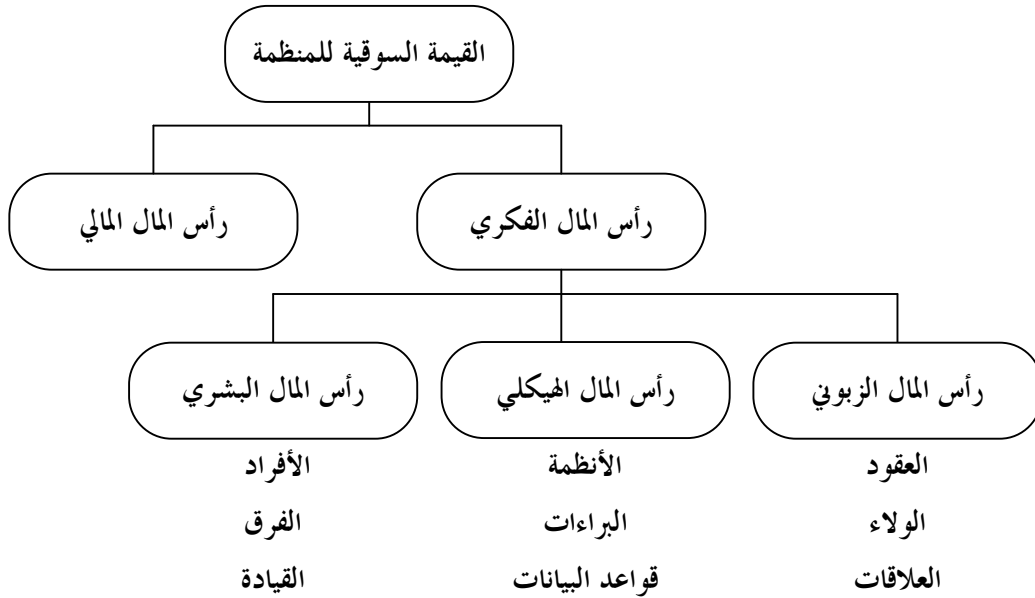 القيمة السوقية للمنظمة
رأس المال الفكري
رأس المال المالي
رأس المال الزبوني
رأس المال الهيكلي
رأس المال البشري
العقود
الأنظمة
الأفراد
الولاء
البراءات
الفرق
العلاقات
قواعد البيانات
القيادة